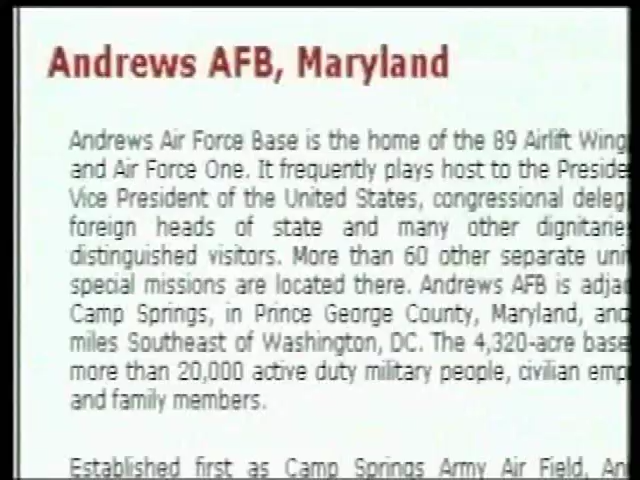 Andrews AFB, Maryland
Andrews Air Force Base is the home of the 89 Airlift Wing
and Air Force One. It frequently plays host to the Preside
Vice President of the United States, congressional deleg
foreign heads of state and many other dignitarie
distinguished visitors. More than 60 other separate uni
special missions are located there. Andrews AFB is adja
Camp Springs, in Prince George County, Maryland, and
miles Southeast of Washington, DC. The 4,320-acre base
more than 20,000 active duty military people, civilian emp
and family members.
Established first as Camp Springs Army Air Field, An